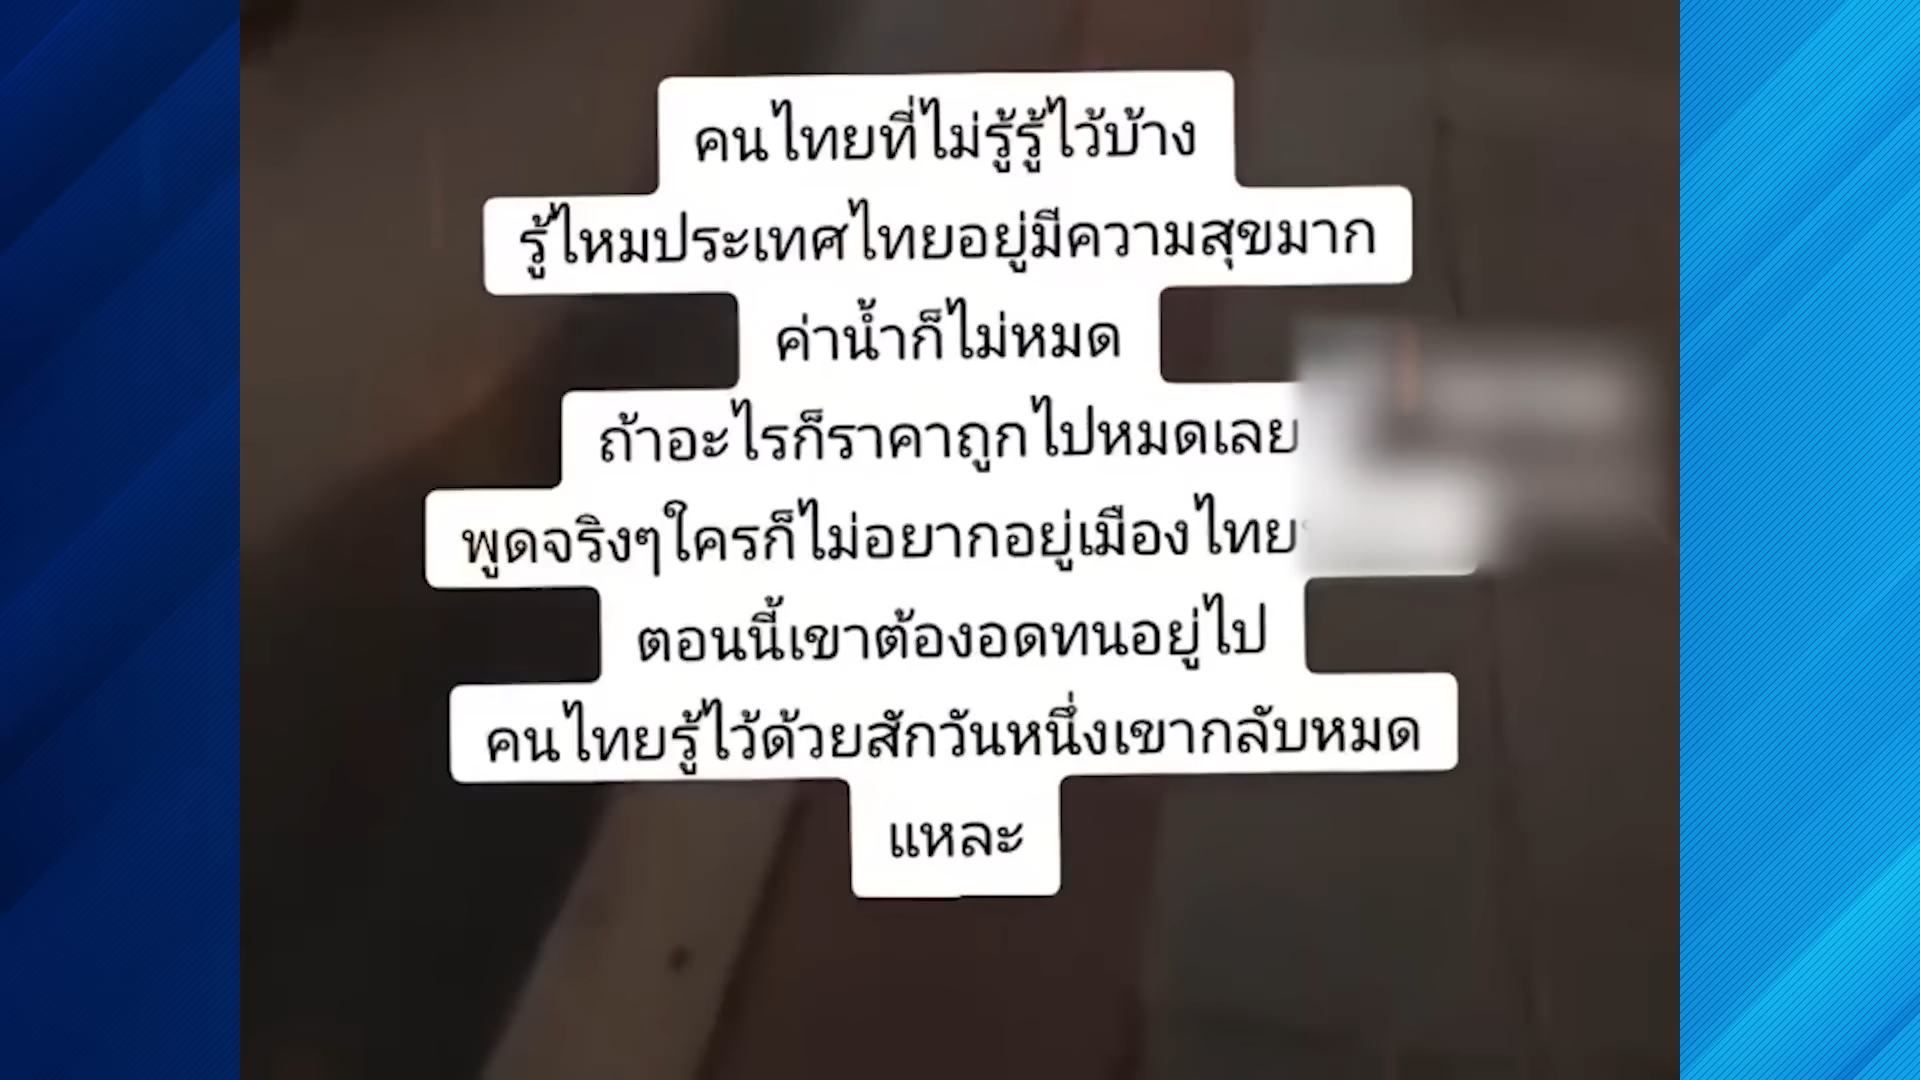 คนไทยที่ไม่รู้รู้ไว้บ้าง
รู้ไหมประเทศไทยอยู่มีความสุขมาก
ค่าน้ำก็ไม่หมด
ถ้าอะไรก็ราคาถูกไปหมดเลย
พูดจริงๆใครก็ไม่อยากอยู่เมืองไทย
ตอนนี้เขาต้องอดทนอยู่ไป
คนไทยรู้ไว้ด้วยสักวันหนึ่งเขากลับหมด
แหละ